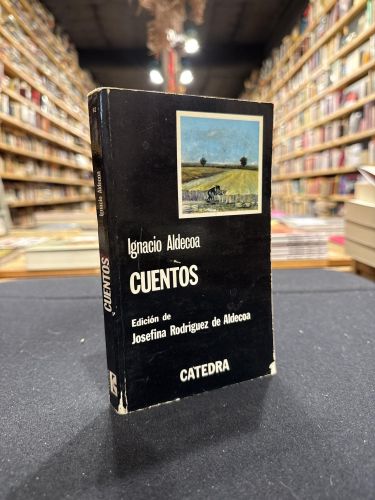 Ignacio Aldecoa
CUENTOS
Edición de
Josefina Rodríguez de Aldecoa
CATEDRA
Ignacio Aldecoa
CUENTOS